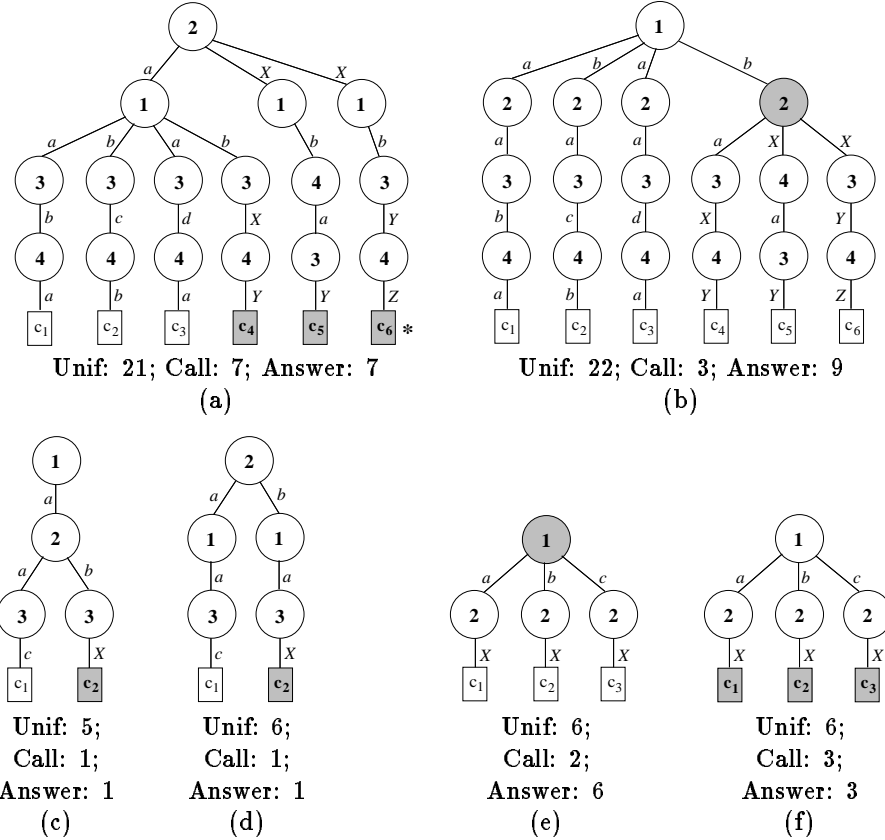 2 1
a X X a b a b
1 1 1 2 2 2 2
a b a b b b a a a a X X
3 3 3 3 4 3 3 3 3 3 4 3
b c d X a Y b c d X a Y
4 4 4 4 3 4 4 4 4 4 3 4
a b a Y Y Z a b a Y Y Z
c1 c2 c3 c4 c5 c6 * c1 c2 c3 c4 c5 c6
Unif: 21; Call: 7; Answer: 7 Unif: 22; Call: 3; Answer: 9
(a) (b)
1 2
a a b
2 1 1 1 1
a b a a a b c a b c
3 3 3 3 2 2 2 2 2 2
c X c X X X X X X X
c1 c2 c1 c2 c1 c2 c3 c1 c2 c3
Unif: 5; Unif: 6; Unif: 6; Unif: 6;
Call: 1; Call: 1; Call: 2; Call: 3;
Answer: 1 Answer: 1 Answer: 6 Answer: 3
(c) (d) (e) (f)